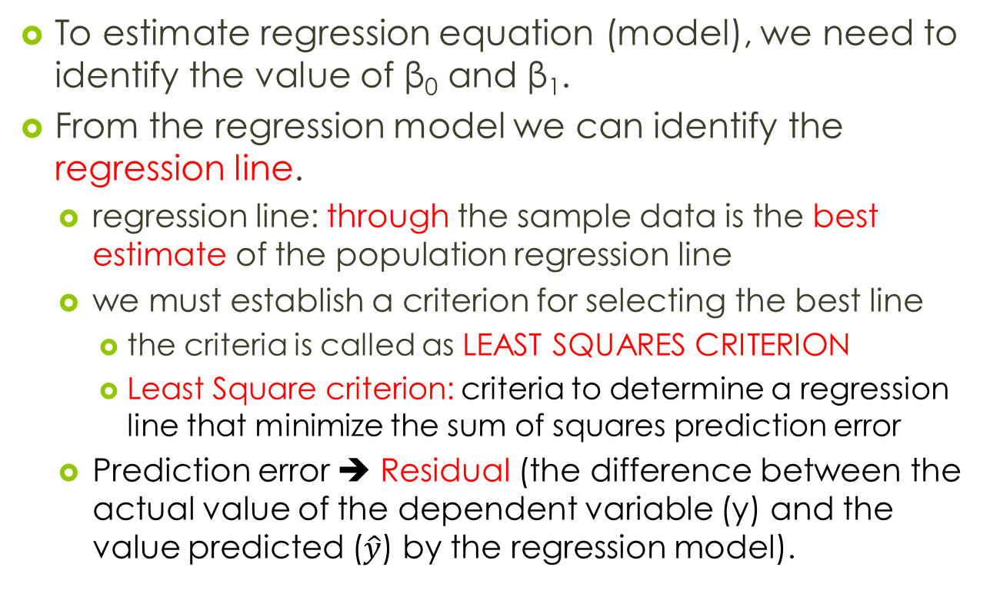 To estimate regression equation (model), we need to
identify the value of β₀ and β₁.
From the regression model we can identify the
regression line.
regression line: through the sample data is the best
estimate of the population regression line
we must establish a criterion for selecting the best line
the criteria is called as LEAST SQUARES CRITERION
Least Square criterion: criteria to determine a regression
line that minimize the sum of squares prediction error
Prediction error ➔ Residual (the difference between the
actual value of the dependent variable (y) and the
value predicted (ŷ) by the regression model).